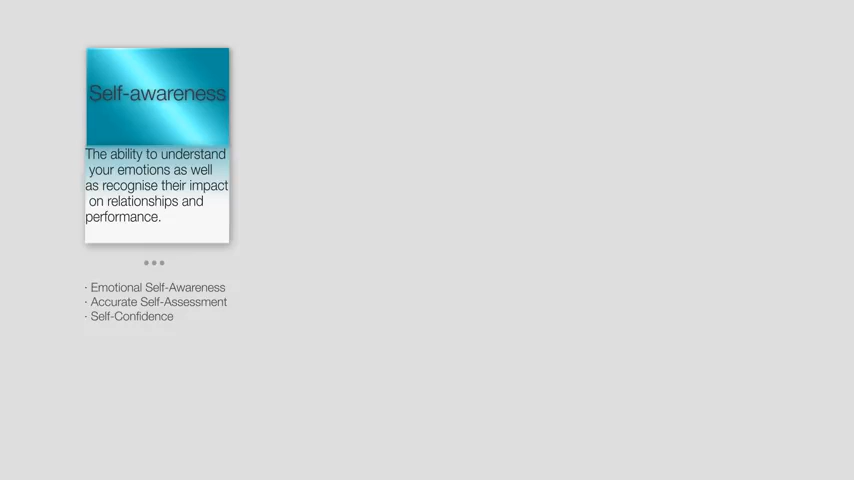 Self-awareness
The ability to understand
your emotions as well
as recognise their impact
on relationships and
performance.
· Emotional Self-Awareness
· Accurate Self-Assessment
· Self-Confidence